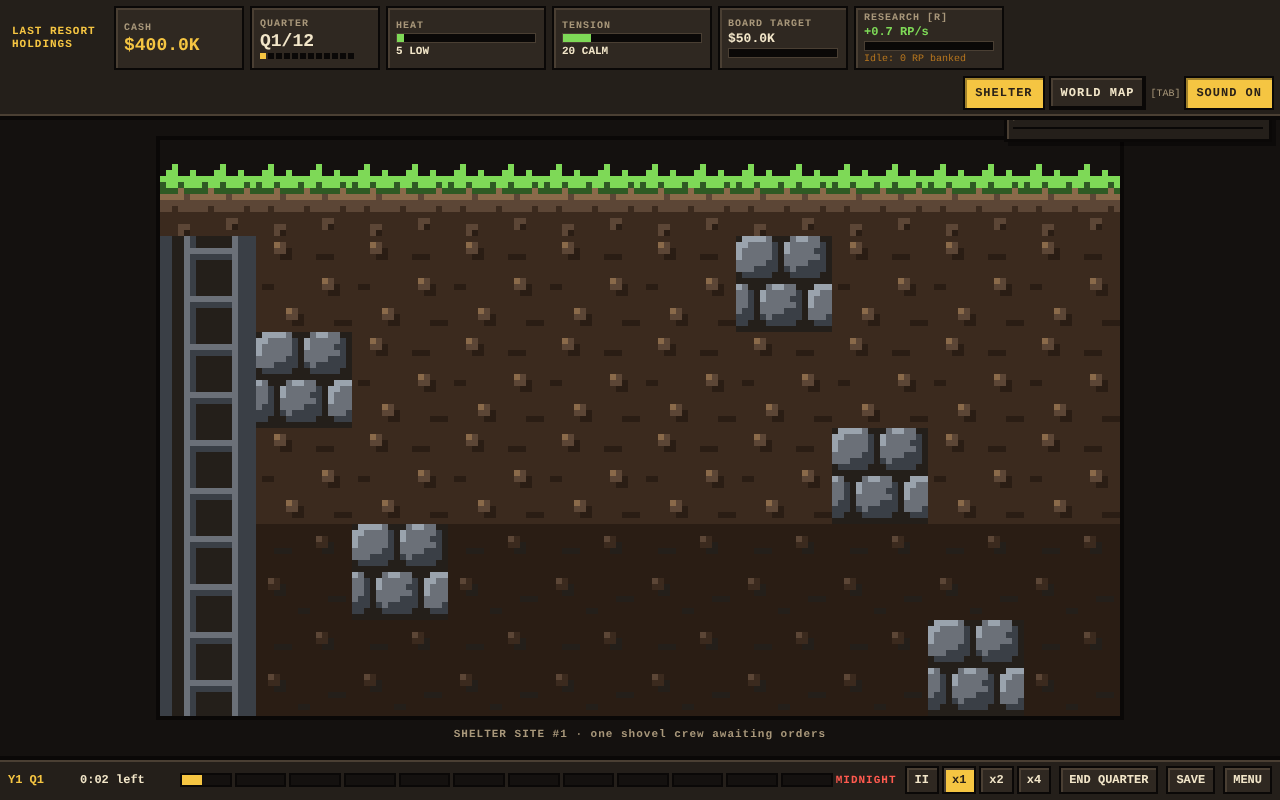 LAST RESORT
HOLDINGS
CASH
$400.0K
QUARTER
Q1/12
HEAT
5 LOW
TENSION
20 CALM
BOARD TARGET
$50.0K
RESEARCH [R]
+0.7 RP/s
Idle: 0 RP banked
SHELTER
WORLD MAP
[TAB]
SOUND ON
SHELTER SITE #1 · one shovel crew awaiting orders
Y1 Q1
0:02 left
MIDNIGHT
II
x1
x2
x4
END QUARTER
SAVE
MENU